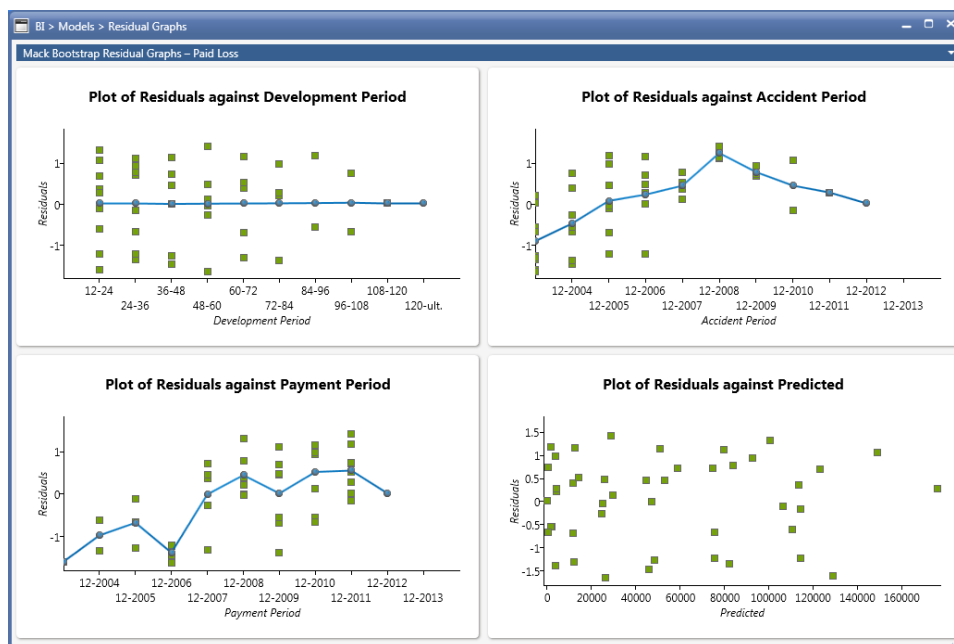 BI > Models > Residual Graphs
Mack Bootstrap Residual Graphs – Paid Loss
Plot of Residuals against Development Period
Residuals
1
0
-1
12-24 36-48 60-72 84-96 108-120
24-36 48-60 72-84 96-108 120-ult.
Development Period
Plot of Residuals against Accident Period
Residuals
1
0
-1
12-2004 12-2006 12-2008 12-2010 12-2012
12-2005 12-2007 12-2009 12-2011 12-2013
Accident Period
Plot of Residuals against Payment Period
Residuals
1
0
-1
12-2004 12-2006 12-2008 12-2010 12-2012
12-2005 12-2007 12-2009 12-2011 12-2013
Payment Period
Plot of Residuals against Predicted
Residuals
1.5
1
0.5
0
-0.5
-1
-1.5
0 20000 40000 60000 80000 100000 120000 140000 160000
Predicted